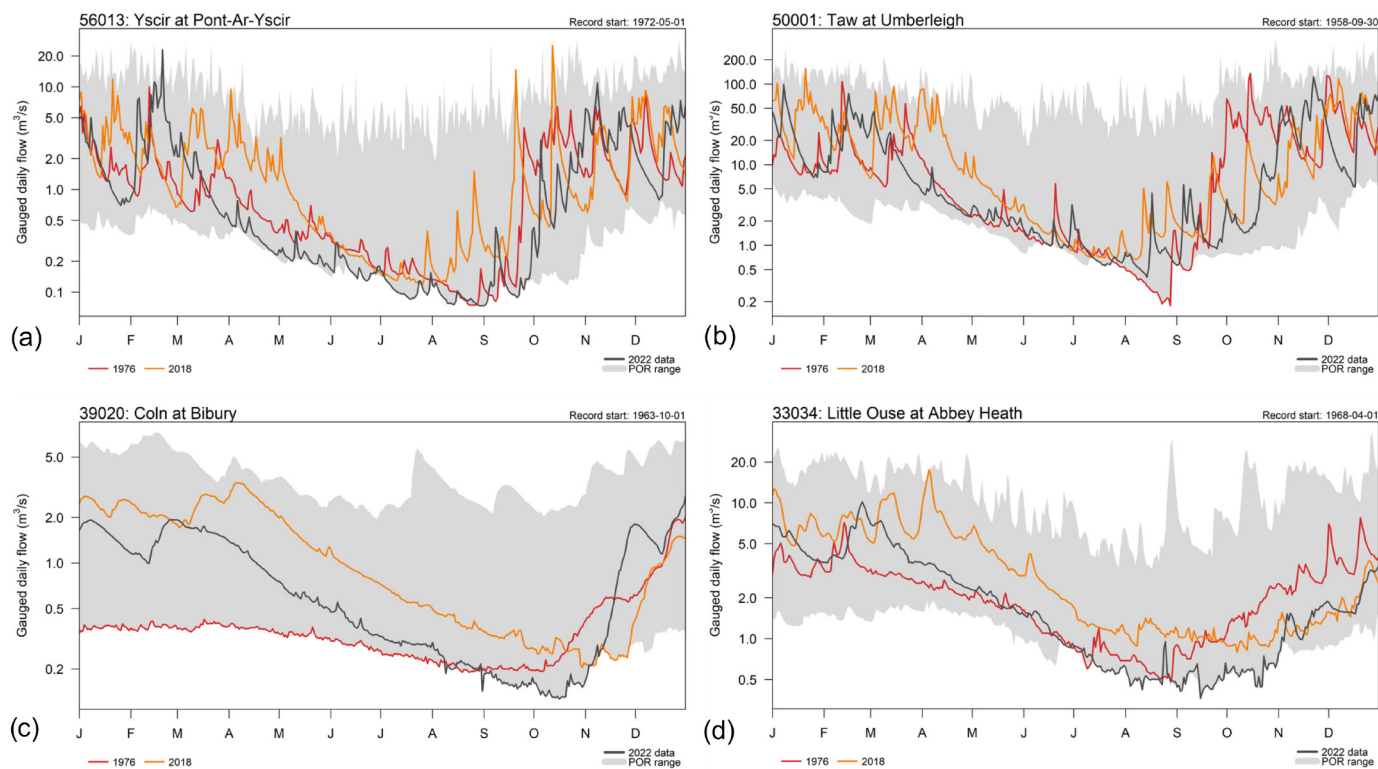 56013: Yscir at Pont-Ar-Yscir
Record start: 1972-05-01
Gauged daily flow (m³/s)
20.0
10.0
5.0
2.0
1.0
0.5
0.2
0.1
J F M A M J J A S O N D
(a)
1976 2018
2022 data
POR range
50001: Taw at Umberleigh
Record start: 1958-09-30
Gauged daily flow (m³/s)
200.0
100.0
50.0
20.0
10.0
5.0
2.0
1.0
0.5
0.2
J F M A M J J A S O N D
(b)
1976 2018
2022 data
POR range
39020: Coln at Bibury
Record start: 1963-10-01
Gauged daily flow (m³/s)
5.0
2.0
1.0
0.5
0.2
J F M A M J J A S O N D
(c)
1976 2018
2022 data
POR range
33034: Little Ouse at Abbey Heath
Record start: 1968-04-01
Gauged daily flow (m³/s)
20.0
10.0
5.0
2.0
1.0
0.5
J F M A M J J A S O N D
(d)
1976 2018
2022 data
POR range